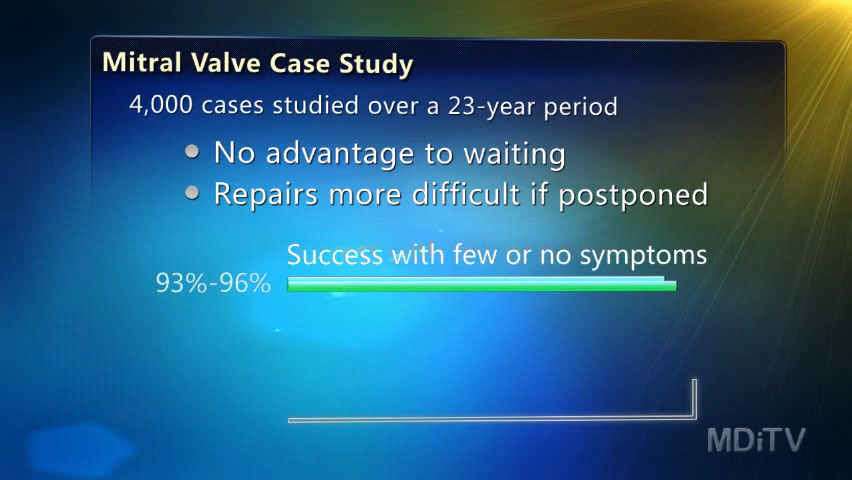 Mitral Valve Case Study
4,000 cases studied over a 23-year period
No advantage to waiting
Repairs more difficult if postponed
Success with few or no symptoms
93%-96%
MDiTV